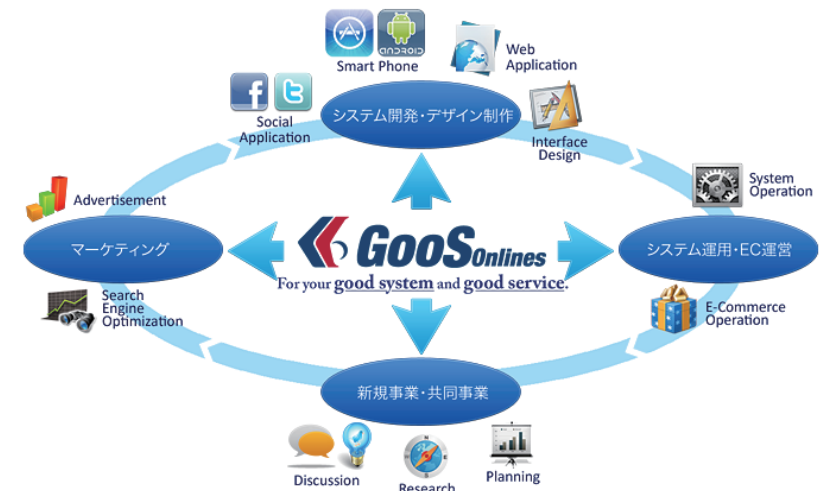 android
Smart Phone
Web
Application
Social
Application
システム開発・デザイン制作
Interface
Design
System
Operation
Advertisement
マーケティング
GooS Onlines
For your good system and good service.
システム運用・EC運営
Search
Engine
Optimization
E-Commerce
Operation
新規事業・共同事業
Discussion
Research
Planning